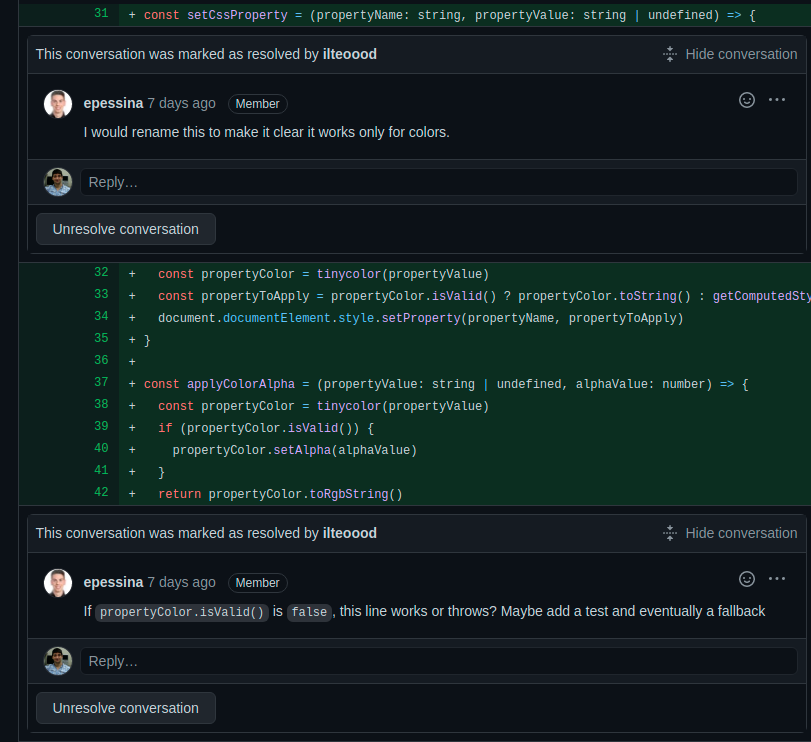 31 + const setCssProperty = (propertyName: string, propertyValue: string | undefined) => {
This conversation was marked as resolved by ilteoood Hide conversation
epessina 7 days ago Member
I would rename this to make it clear it works only for colors.
Reply…
Unresolve conversation
32 + const propertyColor = tinycolor(propertyValue)
33 + const propertyToApply = propertyColor.isValid() ? propertyColor.toString() : getComputedSty
34 + document.documentElement.style.setProperty(propertyName, propertyToApply)
35 + }
36 +
37 + const applyColorAlpha = (propertyValue: string | undefined, alphaValue: number) => {
38 + const propertyColor = tinycolor(propertyValue)
39 + if (propertyColor.isValid()) {
40 + propertyColor.setAlpha(alphaValue)
41 + }
42 + return propertyColor.toRgbString()
This conversation was marked as resolved by ilteoood Hide conversation
epessina 7 days ago Member
If propertyColor.isValid() is false, this line works or throws? Maybe add a test and eventually a fallback
Reply…
Unresolve conversation